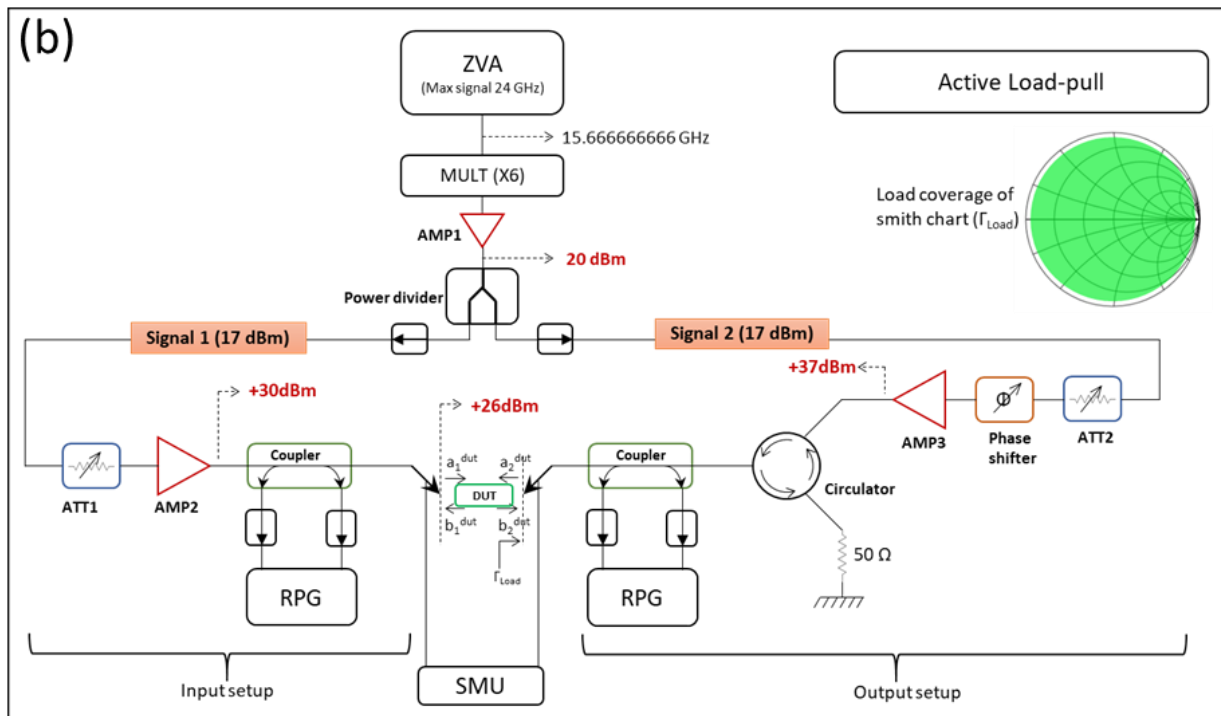 (b)
ZVA
(Max signal 24 GHz)
Active Load-pull
15.666666666 GHz
MULT (X6)
Load coverage of
smith chart (ΓLoad)
AMP1
20 dBm
Power divider
Signal 1 (17 dBm)
Signal 2 (17 dBm)
+30dBm
+26dBm
+37dBm
Φ
AMP3
Phase
shifter
ATT2
Coupler
a1dut
a2dut
Coupler
DUT
Circulator
ATT1
AMP2
b1dut
b2dut
ΓLoad
50 Ω
RPG
RPG
SMU
Input setup
Output setup